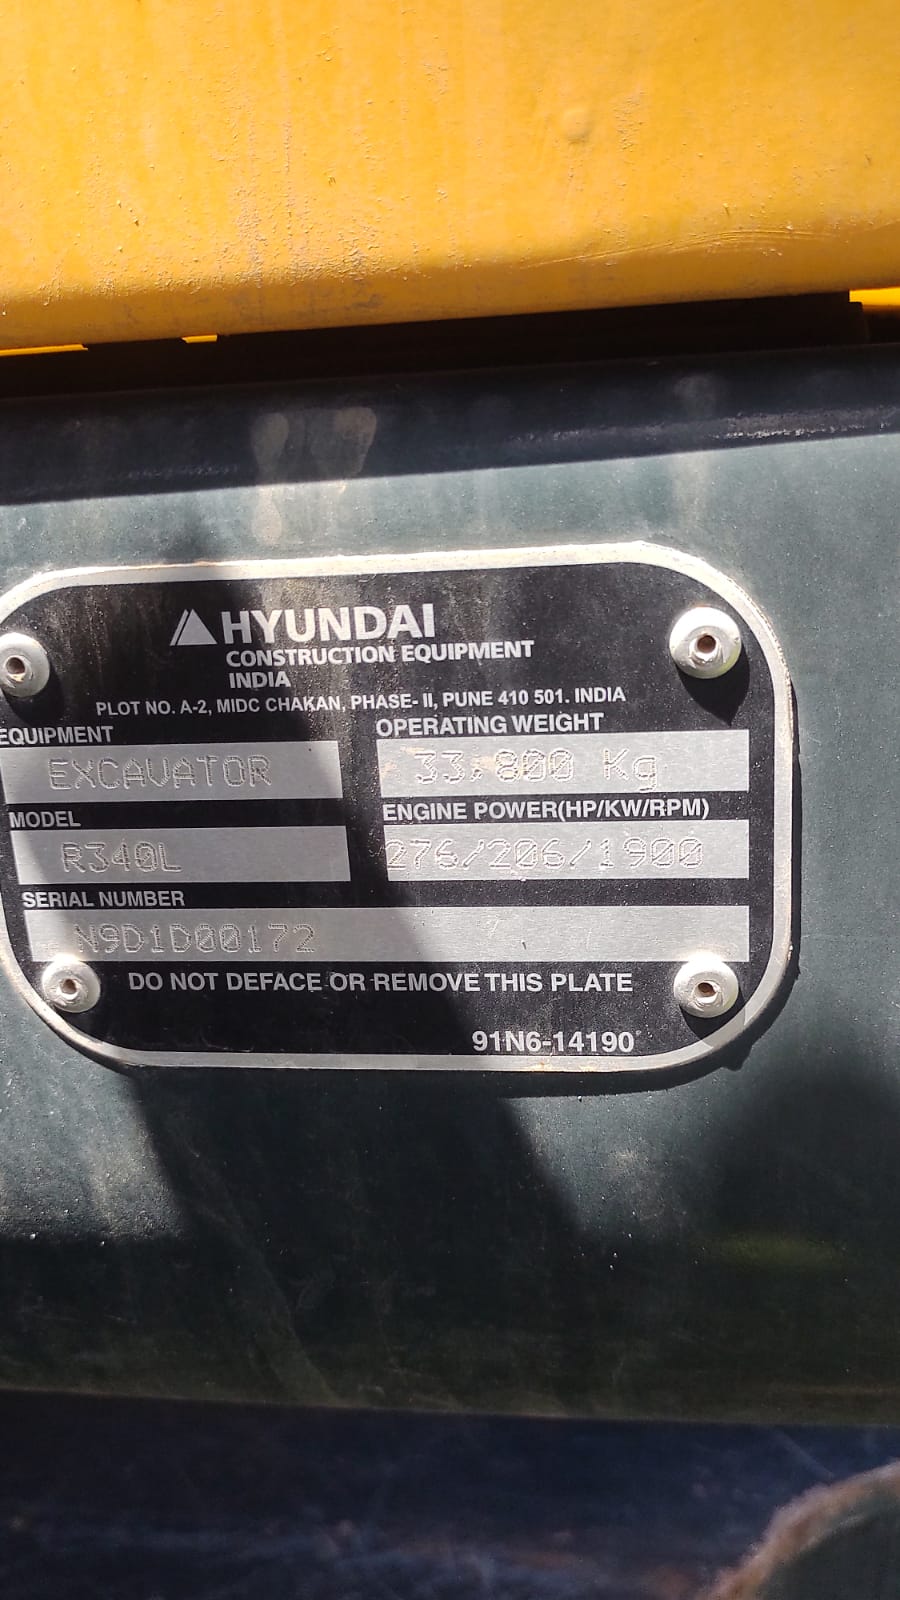 HYUNDAI
CONSTRUCTION EQUIPMENT
INDIA
PLOT NO. A-2, MIDC CHAKAN, PHASE- II, PUNE 410 501. INDIA
EQUIPMENT
EXCAVATOR
OPERATING WEIGHT
33,800 Kg
MODEL
R340L
ENGINE POWER(HP/KW/RPM)
276/206/1900
SERIAL NUMBER
N9D1D00172
DO NOT DEFACE OR REMOVE THIS PLATE
91N6-14190